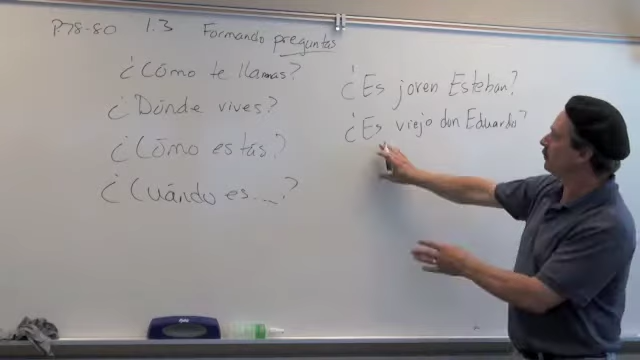 P.78-80 1.3 Formando preguntas
¿Cómo te llamas?
¿Dónde vives?
¿Cómo estás?
¿Cuándo es...?
¿Es joven Esteban?
¿Es viejo don Eduardo?